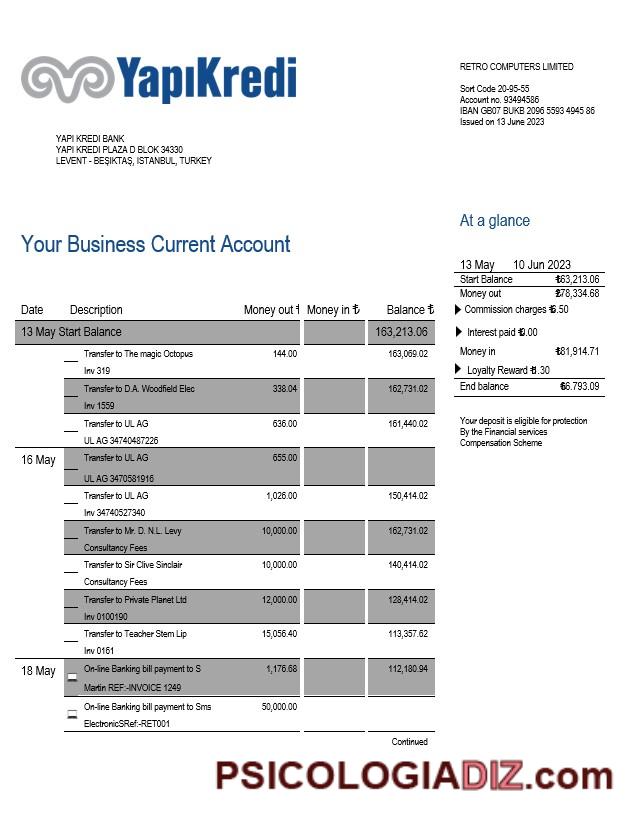 YapıKredi
RETRO COMPUTERS LIMITED
Sort Code 20-95-55
Account no. 93494586
IBAN GB07 BUKB 2096 5593 4945 86
Issued on 13 June 2023
YAPI KREDI BANK
YAPI KREDI PLAZA D BLOK 34330
LEVENT - BEŞIKTAŞ, ISTANBUL, TURKEY
At a glance
Your Business Current Account
13 May 10 Jun 2023
Start Balance ₺63,213.06
Money out ₺78,334.68
Commission charges ₺6.50
Interest paid ₺0.00
Money in ₺81,914.71
Loyalty Reward ₺1.30
End balance ₺6.793.09
Your deposit is eligible for protection
By the Financial services
Compensation Scheme
Date Description Money out Money in ₺ Balance ₺
13 May Start Balance 163,213.06
Transfer to The magic Octopus 144.00 163,069.02
Inv 319
Transfer to D.A. Woodfield Elec 338.04 162,731.02
Inv 1559
Transfer to UL AG 636.00 161,440.02
UL AG 34740487226
16 May Transfer to UL AG 655.00
UL AG 3470581916
Transfer to UL AG 1,026.00 150,414.02
Inv 34740527340
Transfer to Mr. D. N.L. Levy 10,000.00 162,731.02
Consultancy Fees
Transfer to Sir Clive Sinclair 10,000.00 140,414.02
Consultancy Fees
Transfer to Private Planet Ltd 12,000.00 128,414.02
Inv 0100190
Transfer to Teacher Stem Lip 15,056.40 113,357.62
Inv 0161
18 May On-line Banking bill payment to S 1,176.68 112,180.94
Martin REF:-INVOICE 1249
On-line Banking bill payment to Sms 50,000.00
ElectronicSRef:-RET001
Continued
PSICOLOGIADIZ.com